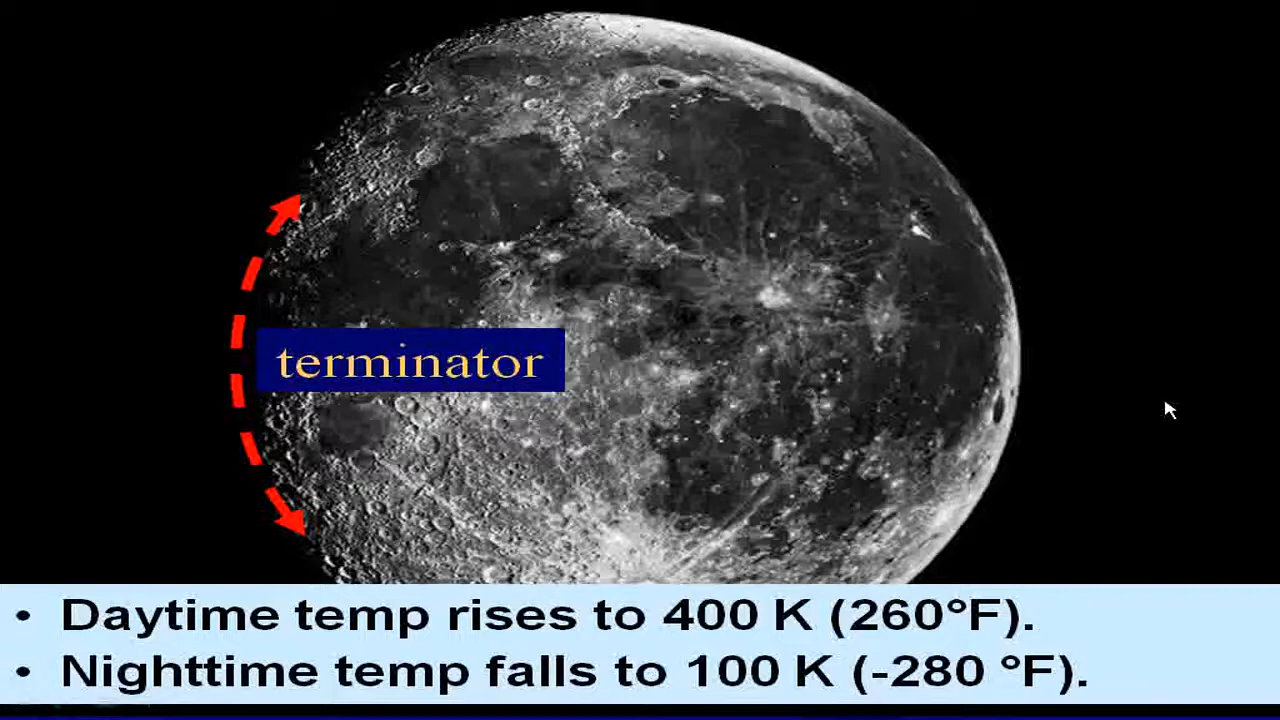 terminator
• Daytime temp rises to 400 K (260°F).
• Nighttime temp falls to 100 K (-280 °F).